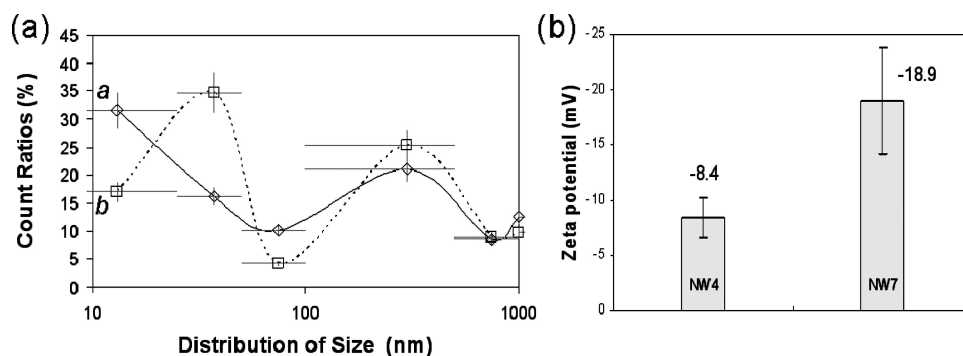 (a)
Count Ratios (%)
45
40
35
30
25
20
15
10
5
0
a
b
10
100
1000
Distribution of Size (nm)
(b)
Zeta potential (mV)
-25
-20
-15
-10
-5
0
-8.4
-18.9
NW4
NW7